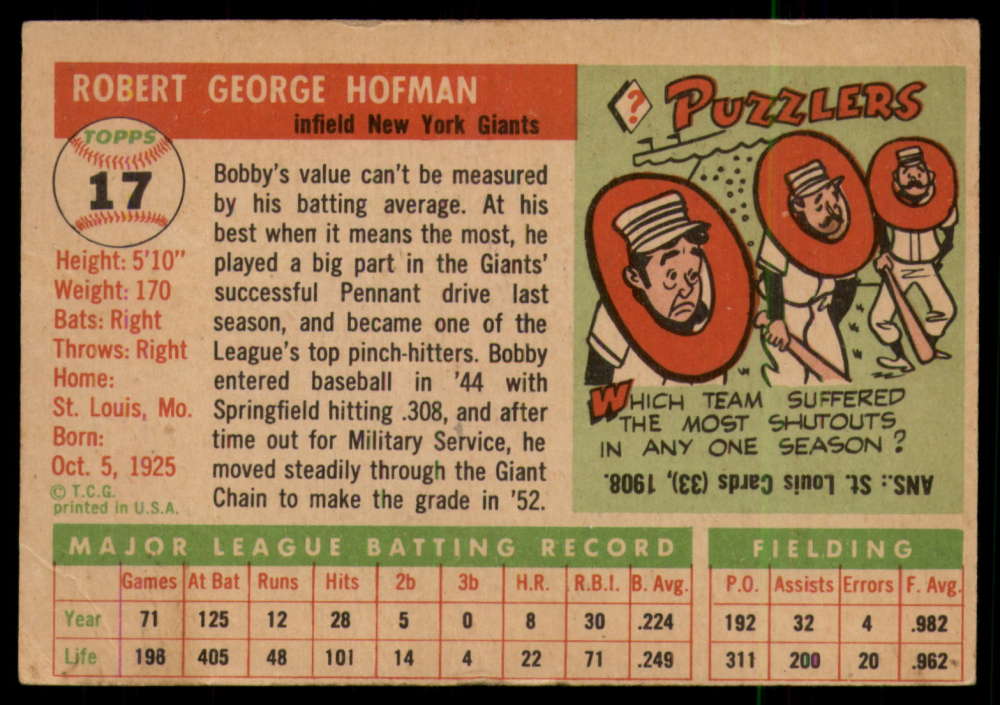 ROBERT GEORGE HOFMAN
infield New York Giants
TOPPS
17
Height: 5'10"
Weight: 170
Bats: Right
Throws: Right
Home:
St. Louis, Mo.
Born:
Oct. 5, 1925
© T.C.G.
printed in U.S.A.
Bobby's value can't be measured
by his batting average. At his
best when it means the most, he
played a big part in the Giants'
successful Pennant drive last
season, and became one of the
League's top pinch-hitters. Bobby
entered baseball in '44 with
Springfield hitting .308, and after
time out for Military Service, he
moved steadily through the Giant
Chain to make the grade in '52.
? PUZZLERS
WHICH TEAM SUFFERED
THE MOST SHUTOUTS
IN ANY ONE SEASON?
ANS.: St. Louis Cards (33), 1908.
MAJOR LEAGUE BATTING RECORD
Games At Bat Runs Hits 2b 3b H.R. R.B.I. B. Avg.
Year 71 125 12 28 5 0 8 30 .224
Life 198 405 48 101 14 4 22 71 .249
FIELDING
P.O. Assists Errors F. Avg.
192 32 4 .982
311 200 20 .962